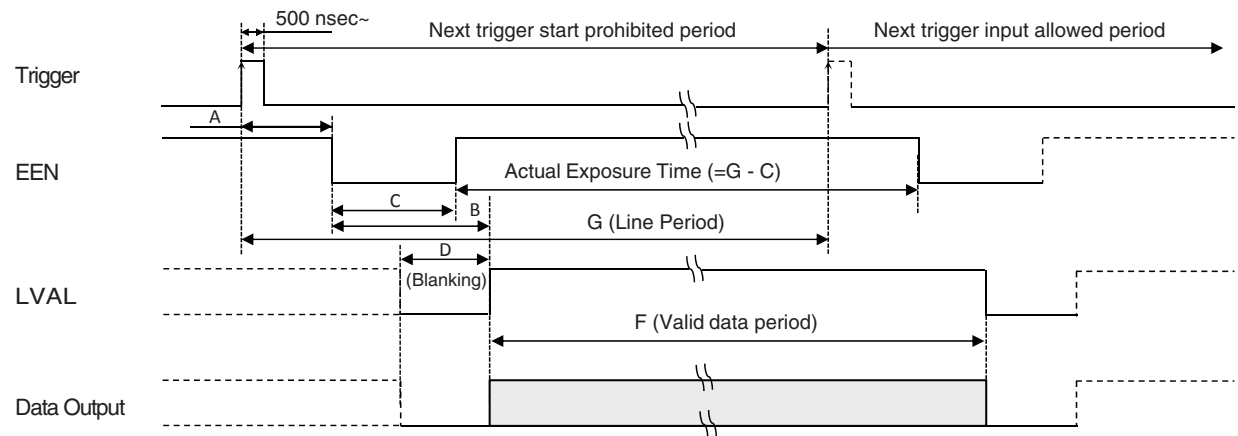 500 nsec~
Next trigger start prohibited period
Next trigger input allowed period
Trigger
A
EEN
Actual Exposure Time (=G - C)
C
B
G (Line Period)
D
(Blanking)
LVAL
F (Valid data period)
Data Output